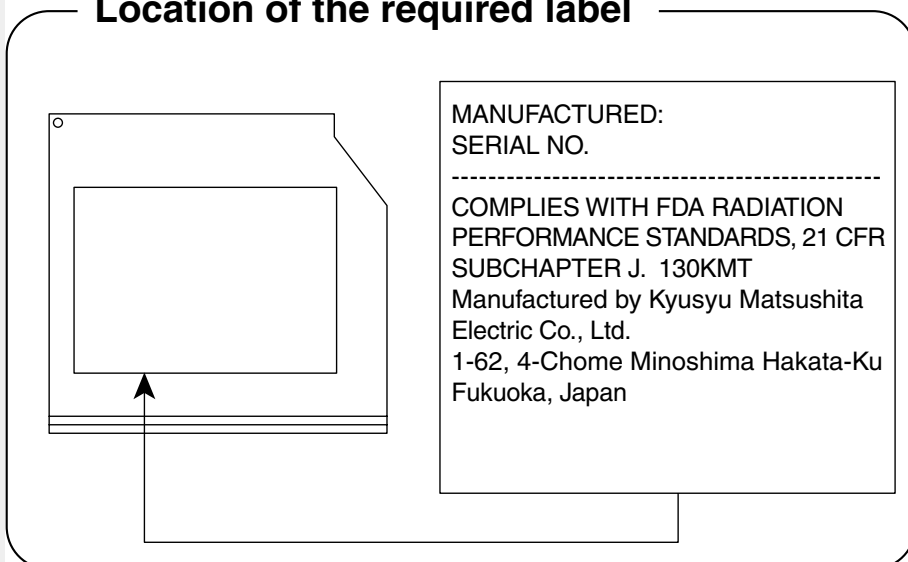 Location of the required label
MANUFACTURED:
SERIAL NO.
-----------------------------------------------
COMPLIES WITH FDA RADIATION
PERFORMANCE STANDARDS, 21 CFR
SUBCHAPTER J. 130KMT
Manufactured by Kyusyu Matsushita
Electric Co., Ltd.
1-62, 4-Chome Minoshima Hakata-Ku
Fukuoka, Japan